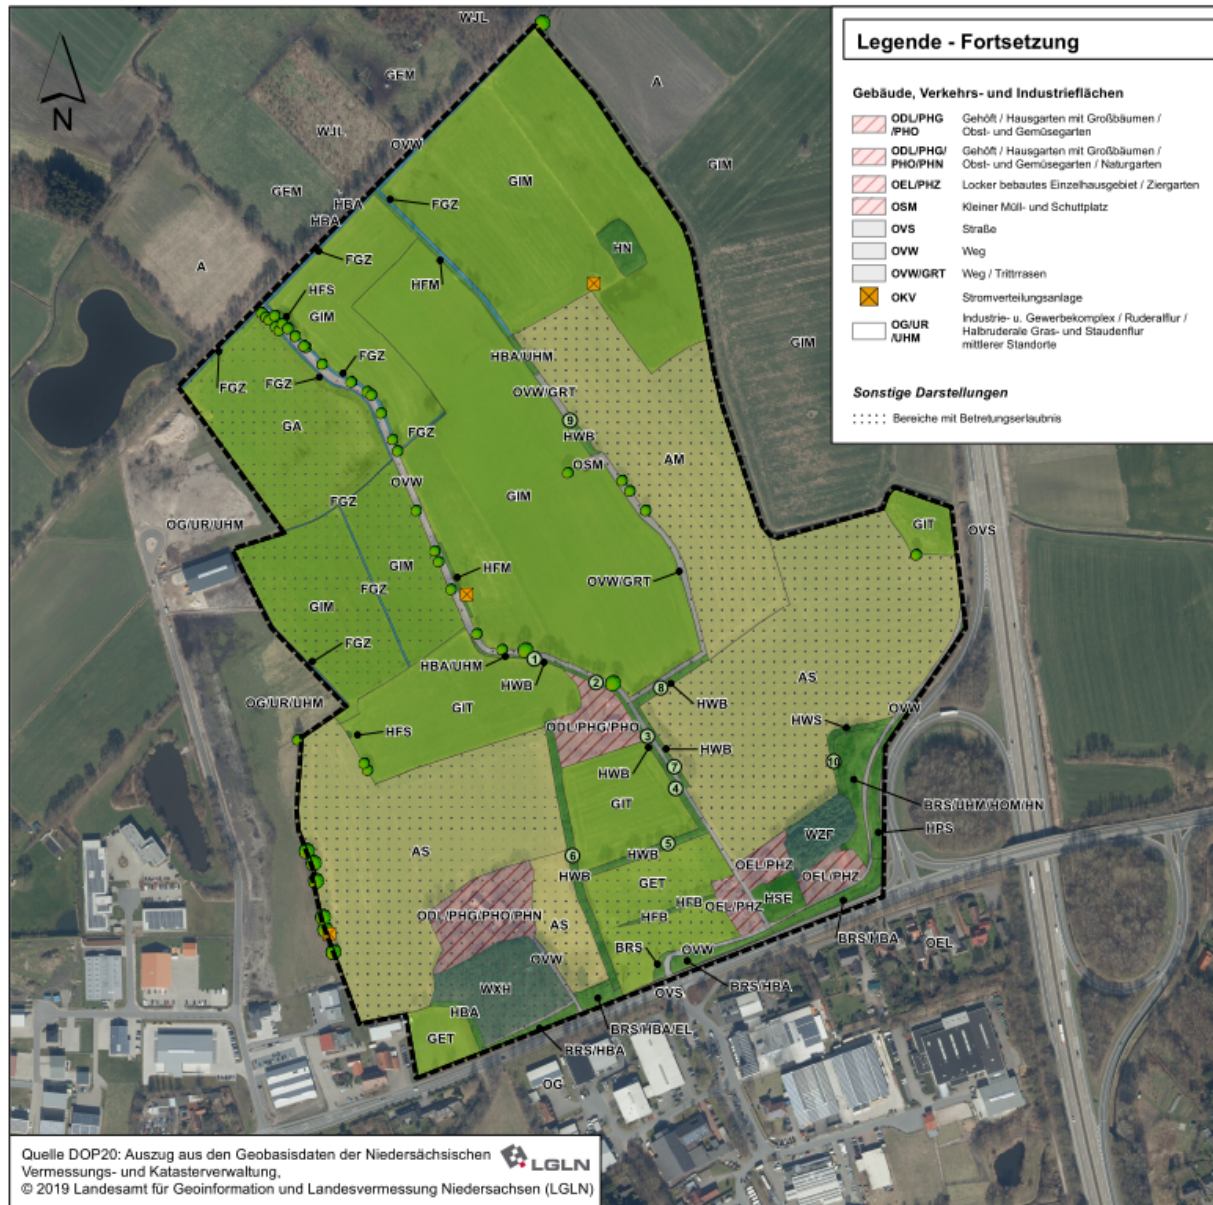 WJL
GEM
WJL
OVW
GEM
HBA
HBA
A
FGZ
FGZ
HFS
GIM
HFM
GIM
HN
A
GIM
GIM
FGZ
FGZ
FGZ
GA
FGZ
HBA/UHM
OVW/GRT
9
HWB
OSM
AM
OVW
FGZ
OG/UR/UHM
GIM
GIT
OVS
GIM
HFM
FGZ
GIM
OVW/GRT
FGZ
HBA/UHM
1
HWB
2
8
HWB
AS
OG/UR/UHM
GIT
HFS
ODL/PHG/PHO
3
HWB
HWB
7
4
GIT
OVW
HWS
10
BRS/UHM/HOM/HN
HPS
WZF
AS
6
HWB
5
HWB
GET
OEL/PHZ
OEL/PHZ
HFB
HFB
OEL/PHZ
HSE
ODL/PHG/PHO/PHN
AS
OVW
BRS
OVW
BRS/HBA
BRS/HBA
OEL
WXH
HBA
GET
OVS
BRS/HBA/EL
BRS/HBA
OG
N
Legende - Fortsetzung
Gebäude, Verkehrs- und Industrieflächen
ODL/PHG Gehöft / Hausgarten mit Großbäumen /
/PHO Obst- und Gemüsegarten
ODL/PHG/ Gehöft / Hausgarten mit Großbäumen /
PHO/PHN Obst- und Gemüsegarten / Naturgarten
OEL/PHZ Locker bebautes Einzelhausgebiet / Ziergarten
OSM Kleiner Müll- und Schuttplatz
OVS Straße
OVW Weg
OVW/GRT Weg / Trittrrasen
OKV Stromverteilungsanlage
OG/UR Industrie- u. Gewerbekomplex / Ruderalflur /
/UHM Halbruderale Gras- und Staudenflur
mittlerer Standorte
Sonstige Darstellungen
Bereiche mit Betretungserlaubnis
Quelle DOP20: Auszug aus den Geobasisdaten der Niedersächsischen
Vermessungs- und Katasterverwaltung,
© 2019 Landesamt für Geoinformation und Landesvermessung Niedersachsen (LGLN)
LGLN